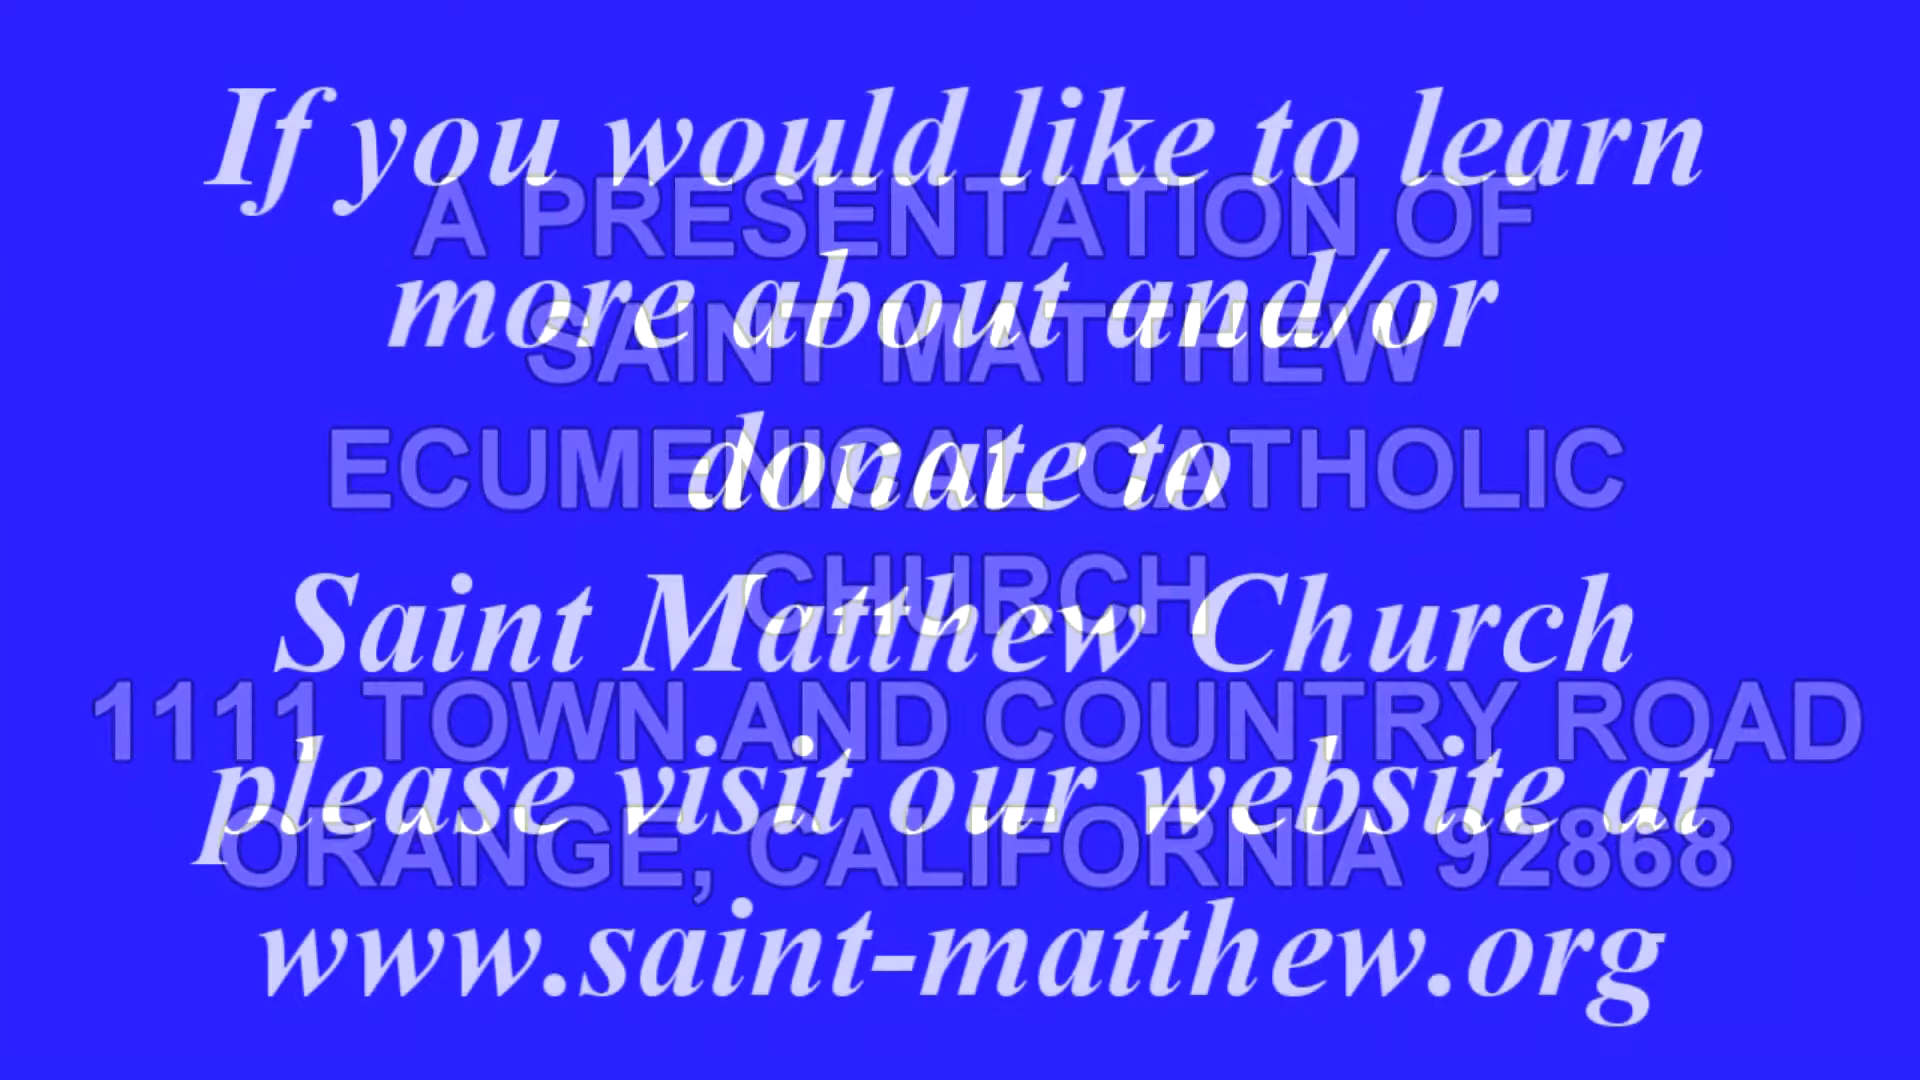 If you would like to learn
more about and/or
donate to
Saint Matthew Church
please visit our website at
www.saint-matthew.org
A PRESENTATION OF
SAINT MATTHEW
ECUMENICAL CATHOLIC
CHURCH
1111 TOWN AND COUNTRY ROAD
ORANGE, CALIFORNIA 92868